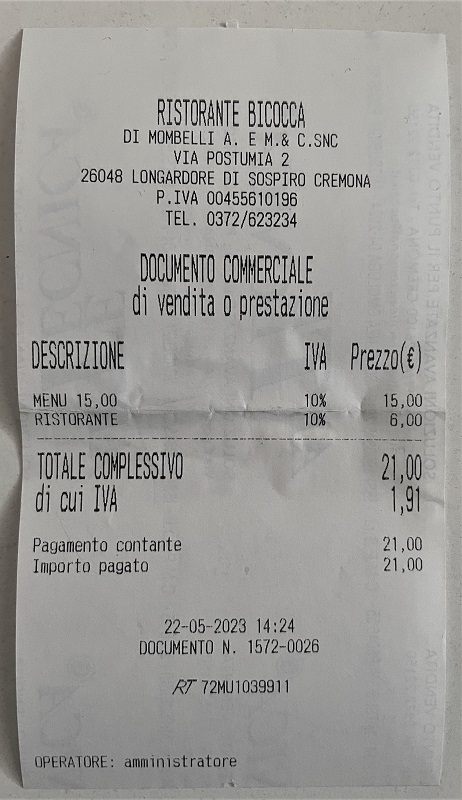 RISTORANTE BICOCCA
DI MOMBELLI A. E M.& C.SNC
VIA POSTUMIA 2
26048 LONGARDORE DI SOSPIRO CREMONA
P.IVA 00455610196
TEL. 0372/623234
DOCUMENTO COMMERCIALE
di vendita o prestazione
DESCRIZIONE IVA Prezzo(€)
MENU 15,00 10% 15,00
RISTORANTE 10% 6,00
TOTALE COMPLESSIVO 21,00
di cui IVA 1,91
Pagamento contante 21,00
Importo pagato 21,00
22-05-2023 14:24
DOCUMENTO N. 1572-0026
RT 72MU1039911
OPERATORE: amministratore